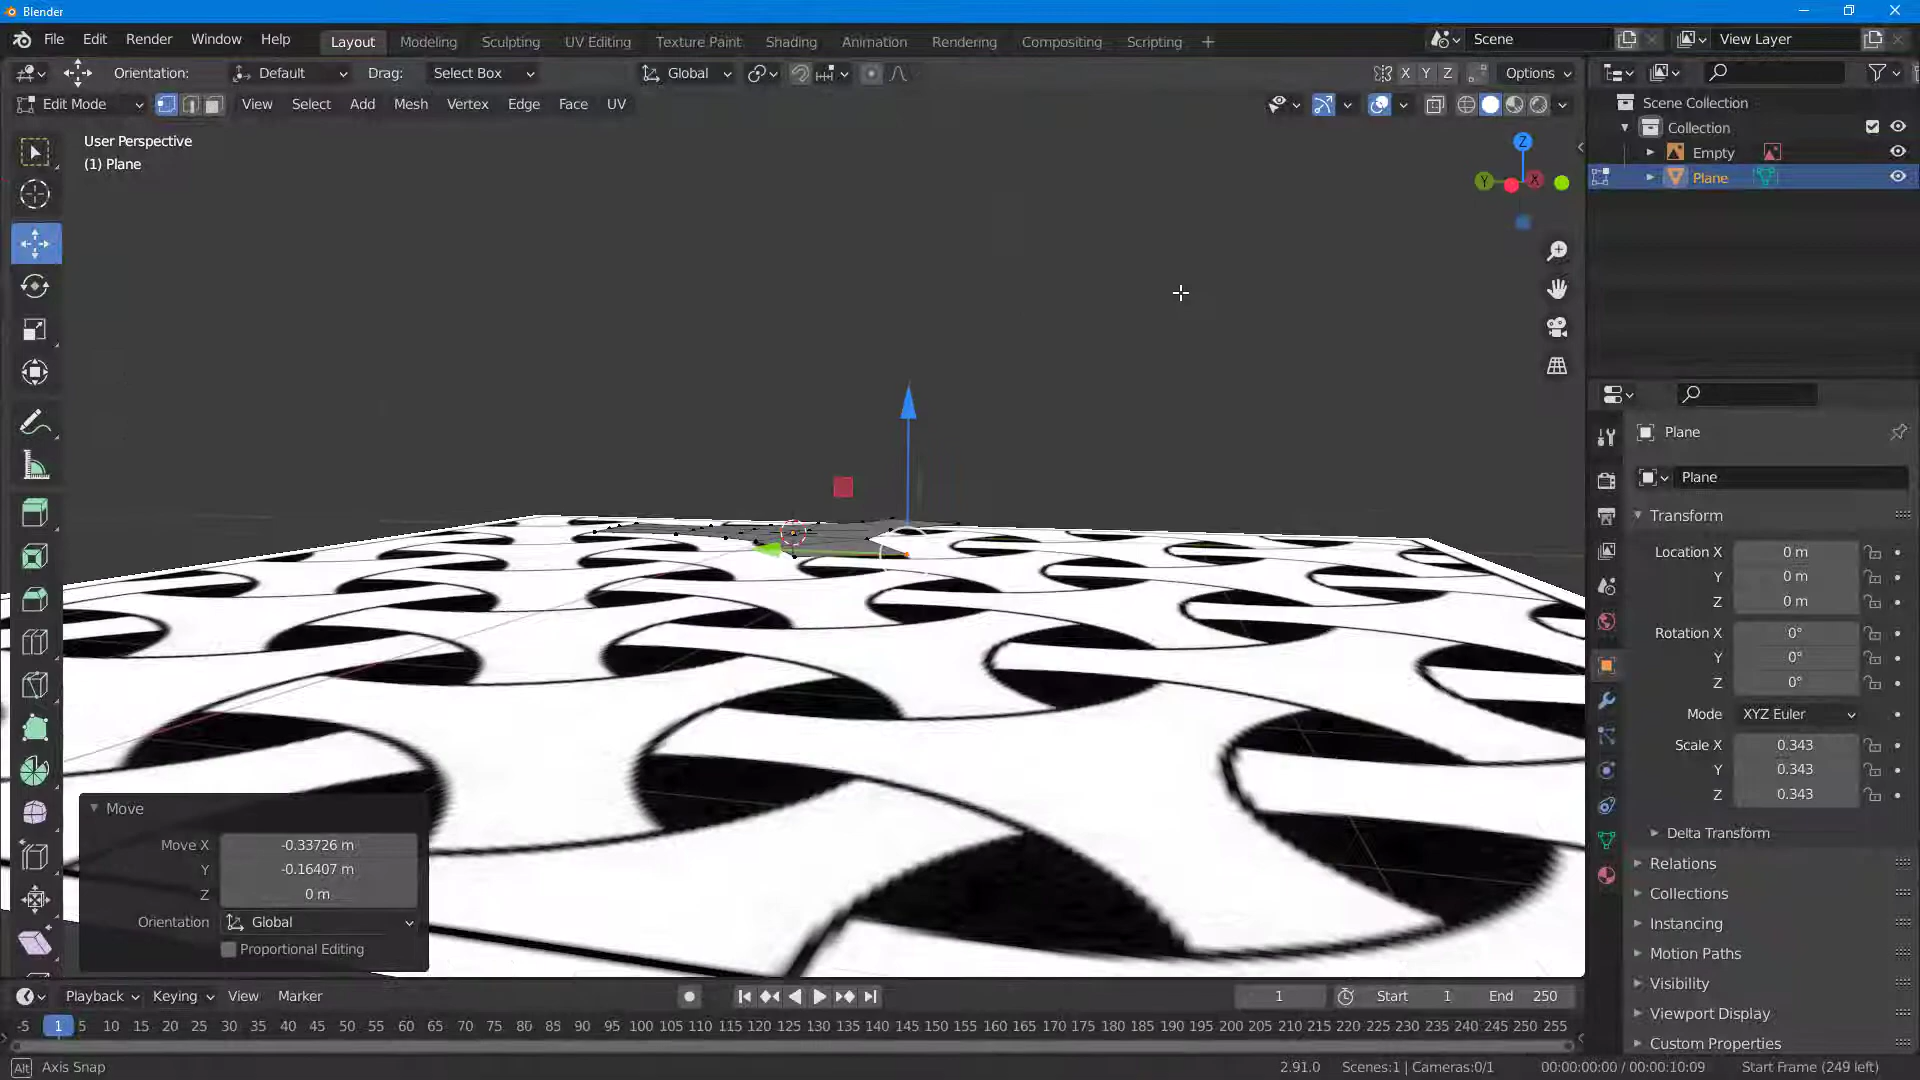 Blender
File Edit Render Window Help Layout Modeling Sculpting UV Editing Texture Paint Shading Animation Rendering Compositing Scripting + Scene View Layer
Orientation: Default Drag: Select Box Global X Y Z Options
Edit Mode View Select Add Mesh Vertex Edge Face UV
Scene Collection
Collection
Empty
Plane
User Perspective
(1) Plane
Z
Y X
Plane
Plane
Transform
Location X 0 m
Y 0 m
Z 0 m
Rotation X 0°
Y 0°
Z 0°
Mode XYZ Euler
Scale X 0.343
Y 0.343
Z 0.343
Delta Transform
Relations
Collections
Instancing
Motion Paths
Visibility
Viewport Display
Custom Properties
Move
Move X -0.33726 m
Y -0.16407 m
Z 0 m
Orientation Global
Proportional Editing
Playback Keying View Marker 1 Start 1 End 250
-5 1 5 10 15 20 25 30 35 40 45 50 55 60 65 70 75 80 85 90 95 100 105 110 115 120 125 130 135 140 145 150 155 160 165 170 175 180 185 190 195 200 205 210 215 220 225 230 235 240 245 250 255
Alt Axis Snap 2.91.0 Scenes:1 | Cameras:0/1 00:00:00:00 / 00:00:10:09 Start Frame (249 left)